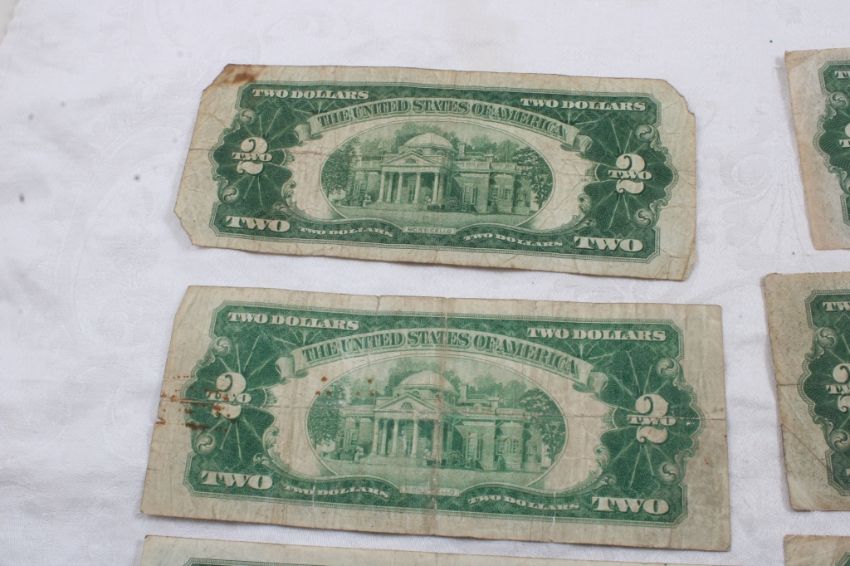 TWO DOLLARS TWO DOLLARS
THE UNITED STATES OF AMERICA
2 2
TWO TWO
MONTICELLO
TWO TWO DOLLARS TWO DOLLARS TWO
TWO DOLLARS TWO DOLLARS
THE UNITED STATES OF AMERICA
2 2
TWO TWO
TWO TWO DOLLARS TWO DOLLARS TWO